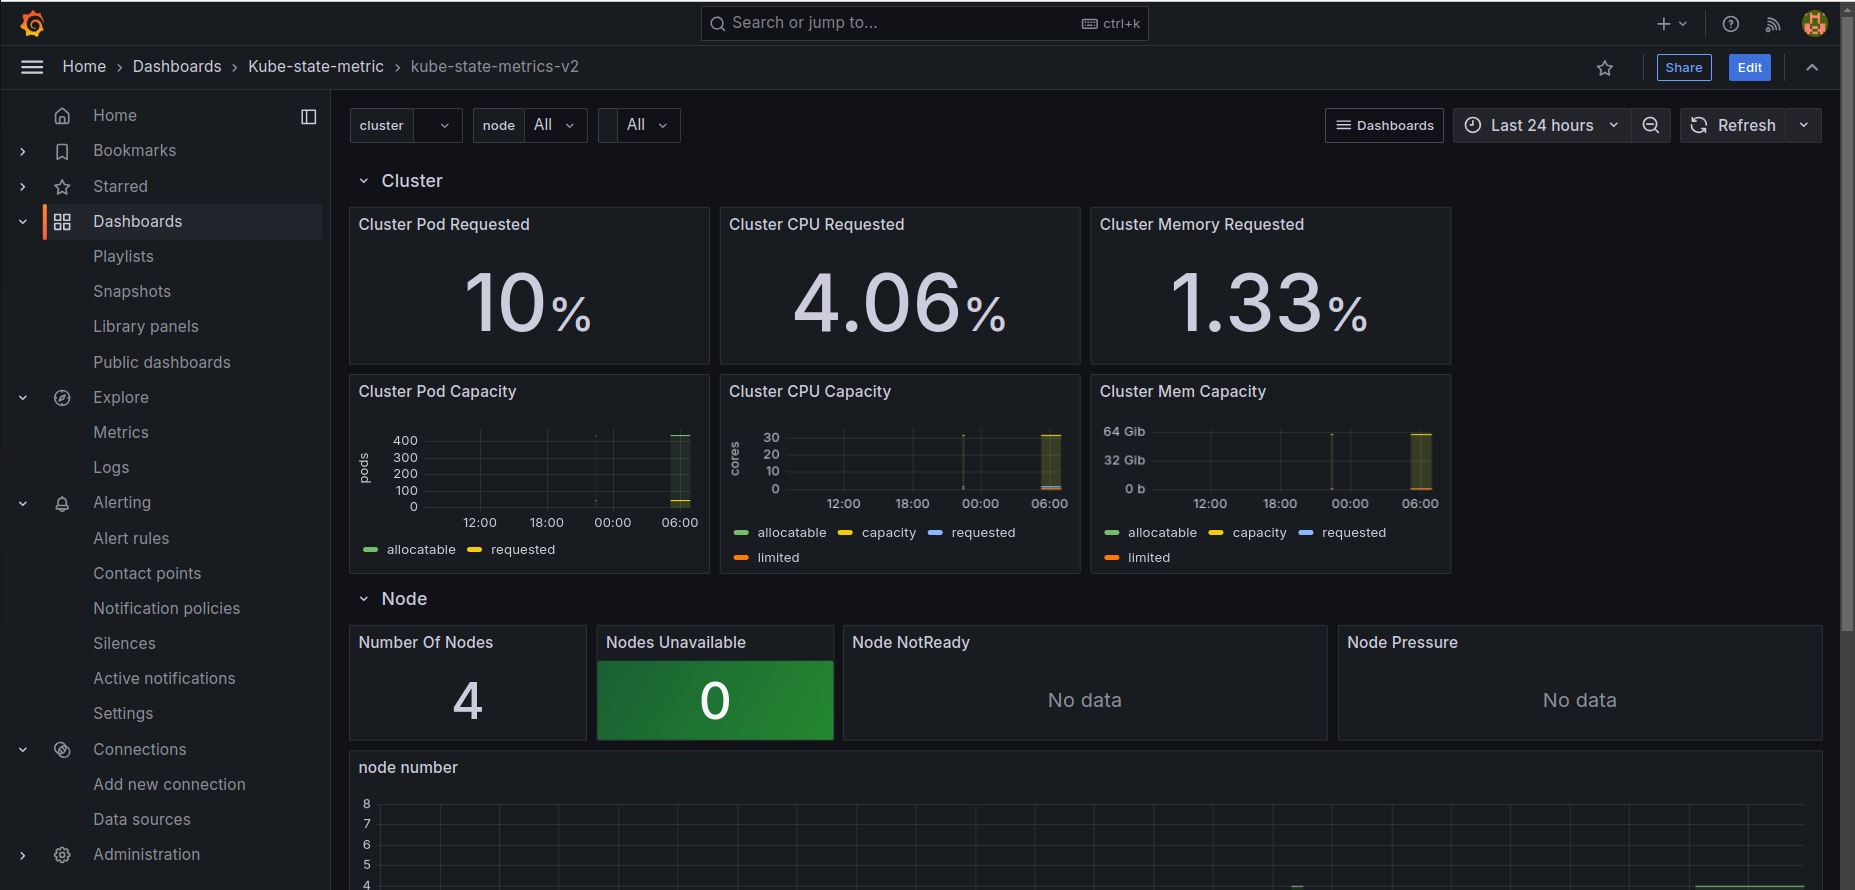 Search or jump to...
ctrl+k
Home
Dashboards
Kube-state-metric
kube-state-metrics-v2
Share
Edit
Home
Bookmarks
Starred
Dashboards
Playlists
Snapshots
Library panels
Public dashboards
Explore
Metrics
Logs
Alerting
Alert rules
Contact points
Notification policies
Silences
Active notifications
Settings
Connections
Add new connection
Data sources
Administration
cluster
node
All
All
Dashboards
Last 24 hours
Refresh
Cluster
Cluster Pod Requested
10%
Cluster CPU Requested
4.06%
Cluster Memory Requested
1.33%
Cluster Pod Capacity
pods
400
300
200
100
0
12:00 18:00 00:00 06:00
allocatable requested
Cluster CPU Capacity
cores
30
20
10
0
12:00 18:00 00:00 06:00
allocatable capacity requested
limited
Cluster Mem Capacity
64 Gib
32 Gib
0 b
12:00 18:00 00:00 06:00
allocatable capacity requested
limited
Node
Number Of Nodes
4
Nodes Unavailable
0
Node NotReady
No data
Node Pressure
No data
node number
8
7
6
5
4